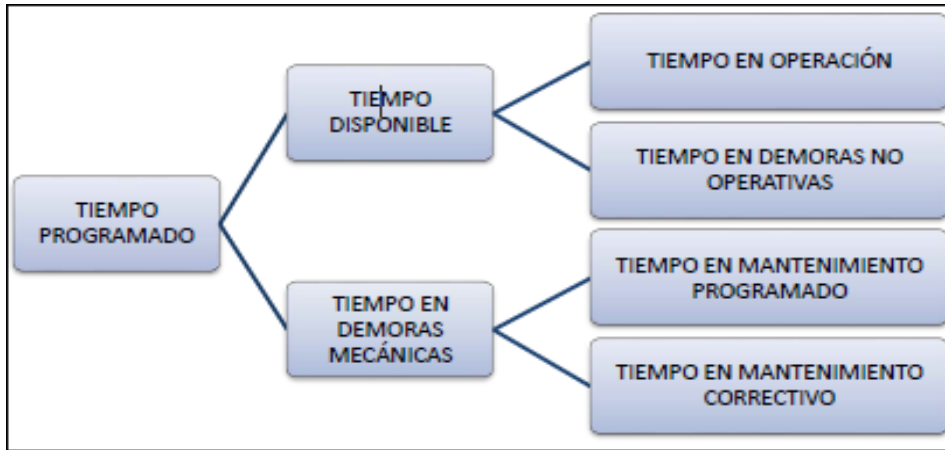 TIEMPO
PROGRAMADO
TIEMPO
DISPONIBLE
TIEMPO EN OPERACIÓN
TIEMPO EN DEMORAS NO
OPERATIVAS
TIEMPO EN
DEMORAS
MECÁNICAS
TIEMPO EN MANTENIMIENTO
PROGRAMADO
TIEMPO EN MANTENIMIENTO
CORRECTIVO